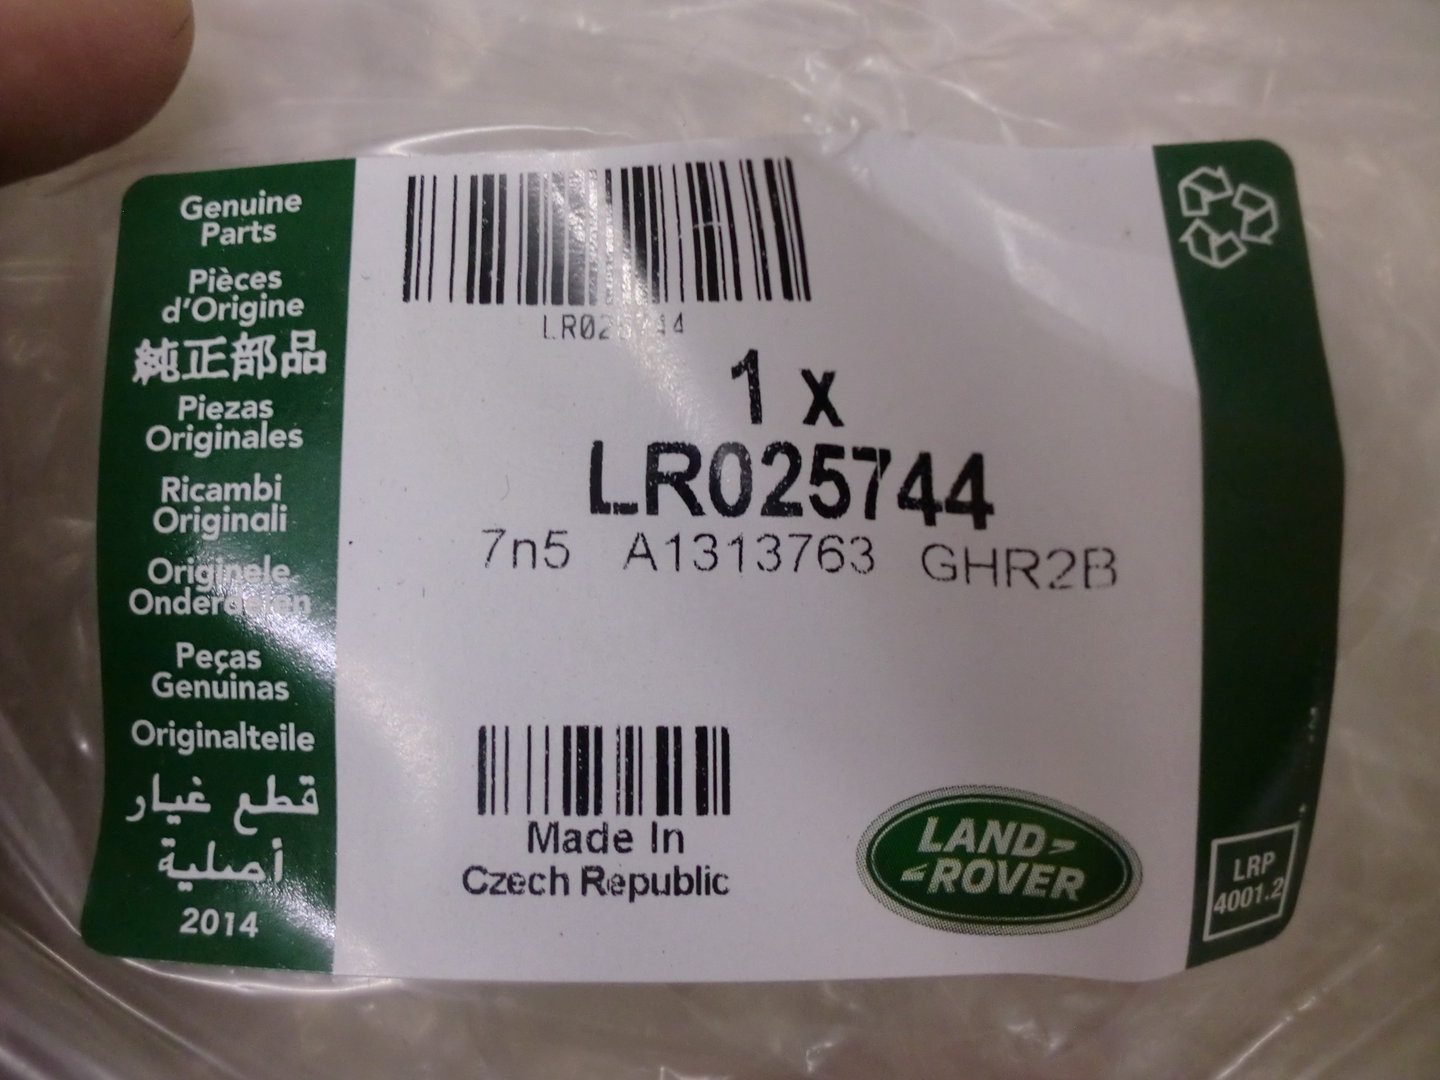 Genuine
Parts
Pièces
d'Origine
純正部品
Piezas
Originales
Ricambi
Originali
Originele
Onderdelen
Peças
Genuinas
Originalteile
قطع غيار
أصلية
2014
LR025744
1 x
LR025744
7n5 A1313763 GHR2B
Made In
Czech Republic
LAND
ROVER
LRP
4001.2